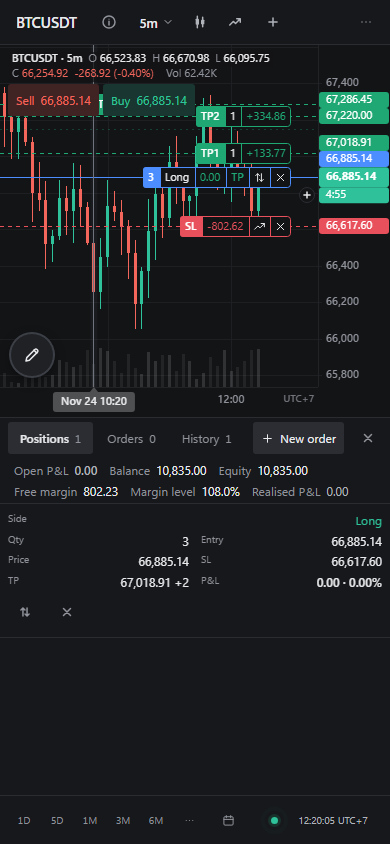 BTCUSDT 5m
BTCUSDT · 5m O 66,523.83 H 66,670.98 L 66,095.75
C 66,254.92 -268.92 (-0.40%) Vol 62.42K
67,400
Sell 66,885.14 Buy 66,885.14
67,286.45
TP2 1 +334.86
67,220.00
67,018.91
TP1 1 +133.77
66,885.14
3 Long 0.00 TP
66,885.14
4:55
SL -802.62
66,617.60
66,400
66,200
66,000
65,800
Nov 24 10:20 12:00 UTC+7
Positions 1 Orders 0 History 1 + New order
Open P&L 0.00 Balance 10,835.00 Equity 10,835.00
Free margin 802.23 Margin level 108.0% Realised P&L 0.00
Side Long
Qty 3 Entry 66,885.14
Price 66,885.14 SL 66,617.60
TP 67,018.91 +2 P&L 0.00 · 0.00%
1D 5D 1M 3M 6M ... 12:20:05 UTC+7